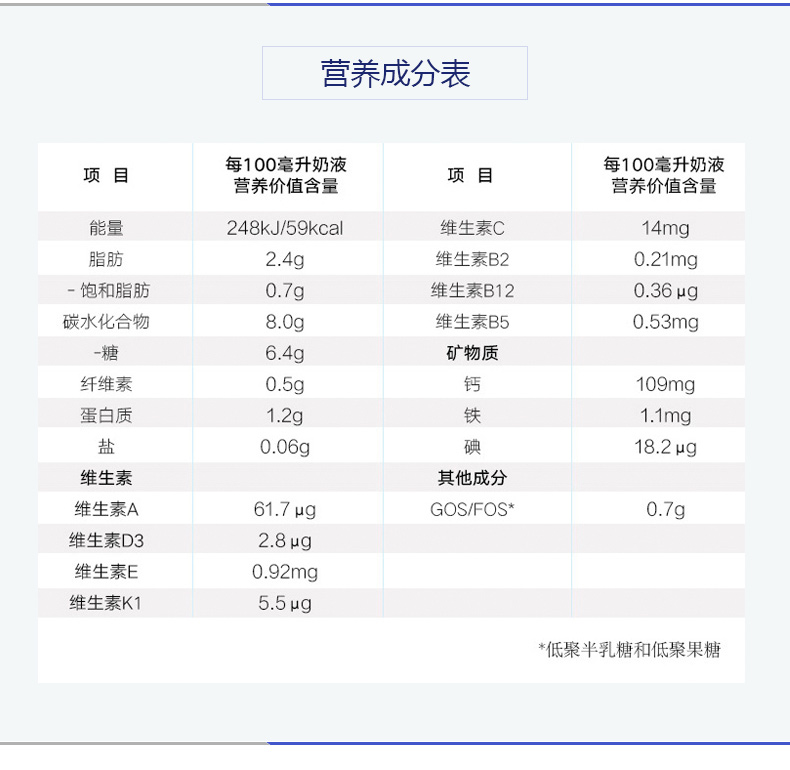 营养成分表
项 目 每100毫升奶液 项 目 每100毫升奶液
营养价值含量 营养价值含量
能量 248kJ/59kcal 维生素C 14mg
脂肪 2.4g 维生素B2 0.21mg
- 饱和脂肪 0.7g 维生素B12 0.36 μg
碳水化合物 8.0g 维生素B5 0.53mg
-糖 6.4g 矿物质
纤维素 0.5g 钙 109mg
蛋白质 1.2g 铁 1.1mg
盐 0.06g 碘 18.2 μg
维生素 其他成分
维生素A 61.7 μg GOS/FOS* 0.7g
维生素D3 2.8 μg
维生素E 0.92mg
维生素K1 5.5 μg
*低聚半乳糖和低聚果糖